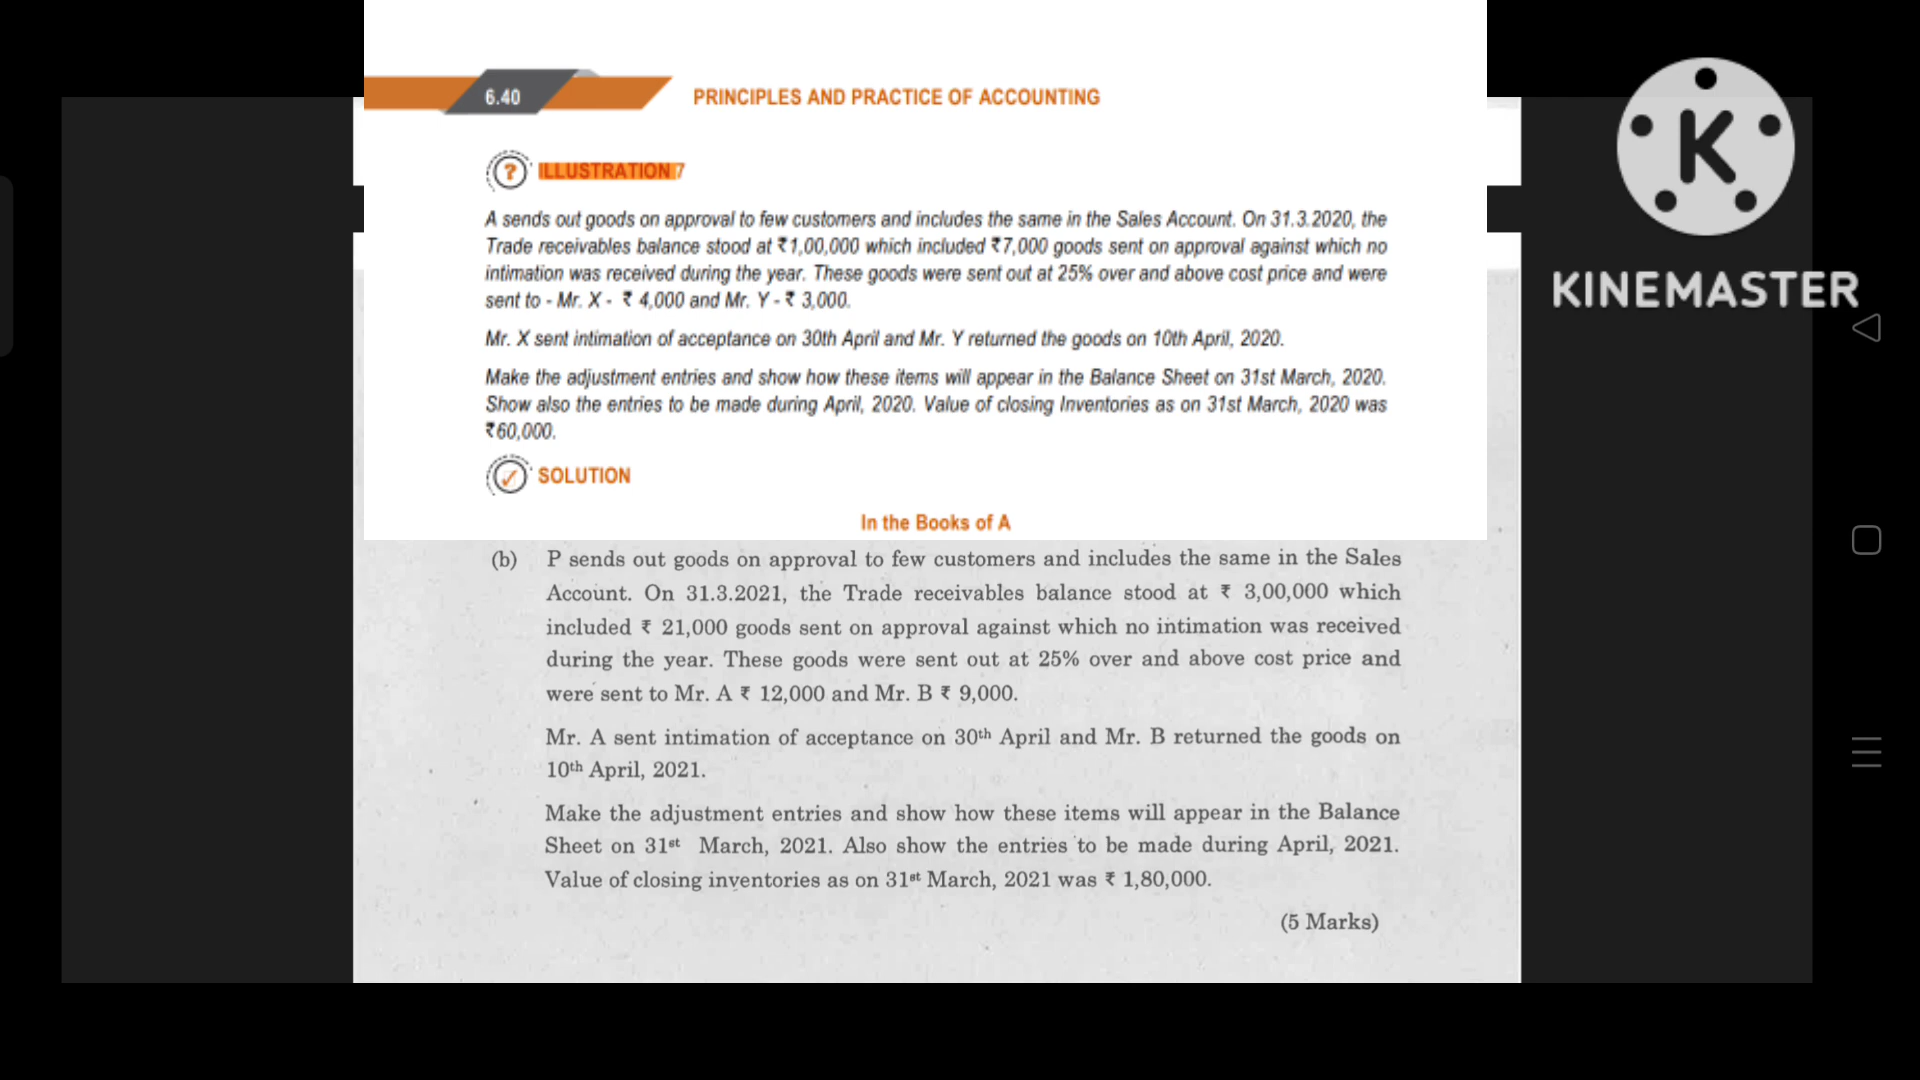 6.40
PRINCIPLES AND PRACTICE OF ACCOUNTING
? ILLUSTRATION 7
A sends out goods on approval to few customers and includes the same in the Sales Account. On 31.3.2020, the
Trade receivables balance stood at ₹1,00,000 which included ₹7,000 goods sent on approval against which no
intimation was received during the year. These goods were sent out at 25% over and above cost price and were
sent to - Mr. X - ₹ 4,000 and Mr. Y - ₹ 3,000.
Mr. X sent intimation of acceptance on 30th April and Mr. Y returned the goods on 10th April, 2020.
Make the adjustment entries and show how these items will appear in the Balance Sheet on 31st March, 2020.
Show also the entries to be made during April, 2020. Value of closing Inventories as on 31st March, 2020 was
₹60,000.
SOLUTION
In the Books of A
(b) P sends out goods on approval to few customers and includes the same in the Sales
Account. On 31.3.2021, the Trade receivables balance stood at ₹ 3,00,000 which
included ₹ 21,000 goods sent on approval against which no intimation was received
during the year. These goods were sent out at 25% over and above cost price and
were sent to Mr. A ₹ 12,000 and Mr. B ₹ 9,000.
Mr. A sent intimation of acceptance on 30th April and Mr. B returned the goods on
10th April, 2021.
Make the adjustment entries and show how these items will appear in the Balance
Sheet on 31st March, 2021. Also show the entries to be made during April, 2021.
Value of closing inventories as on 31st March, 2021 was ₹ 1,80,000.
(5 Marks)
K
KINEMASTER